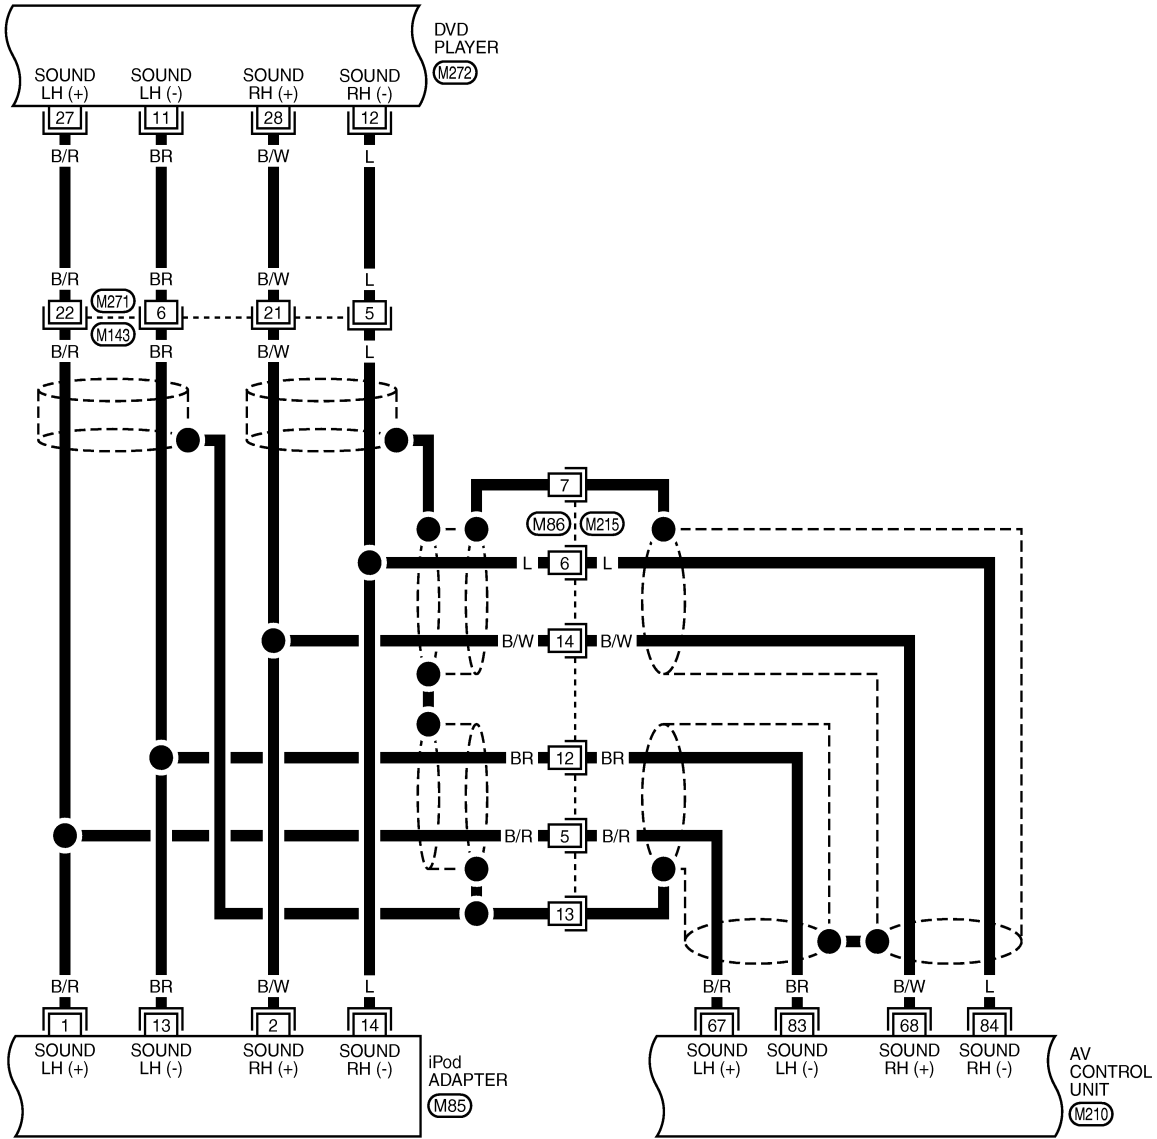 DVD
PLAYER
M272
SOUND
LH (+)
SOUND
LH (-)
SOUND
RH (+)
SOUND
RH (-)
27
11
28
12
B/R
BR
B/W
L
B/R
BR
B/W
L
22
M271
M143
6
21
5
B/R
BR
B/W
L
7
M86
M215
L
6
L
B/W
14
B/W
BR
12
BR
B/R
5
B/R
13
B/R
BR
B/W
L
B/R
BR
B/W
L
1
13
2
14
67
83
68
84
SOUND
LH (+)
SOUND
LH (-)
SOUND
RH (+)
SOUND
RH (-)
iPod
ADAPTER
M85
SOUND
LH (+)
SOUND
LH (-)
SOUND
RH (+)
SOUND
RH (-)
AV
CONTROL
UNIT
M210